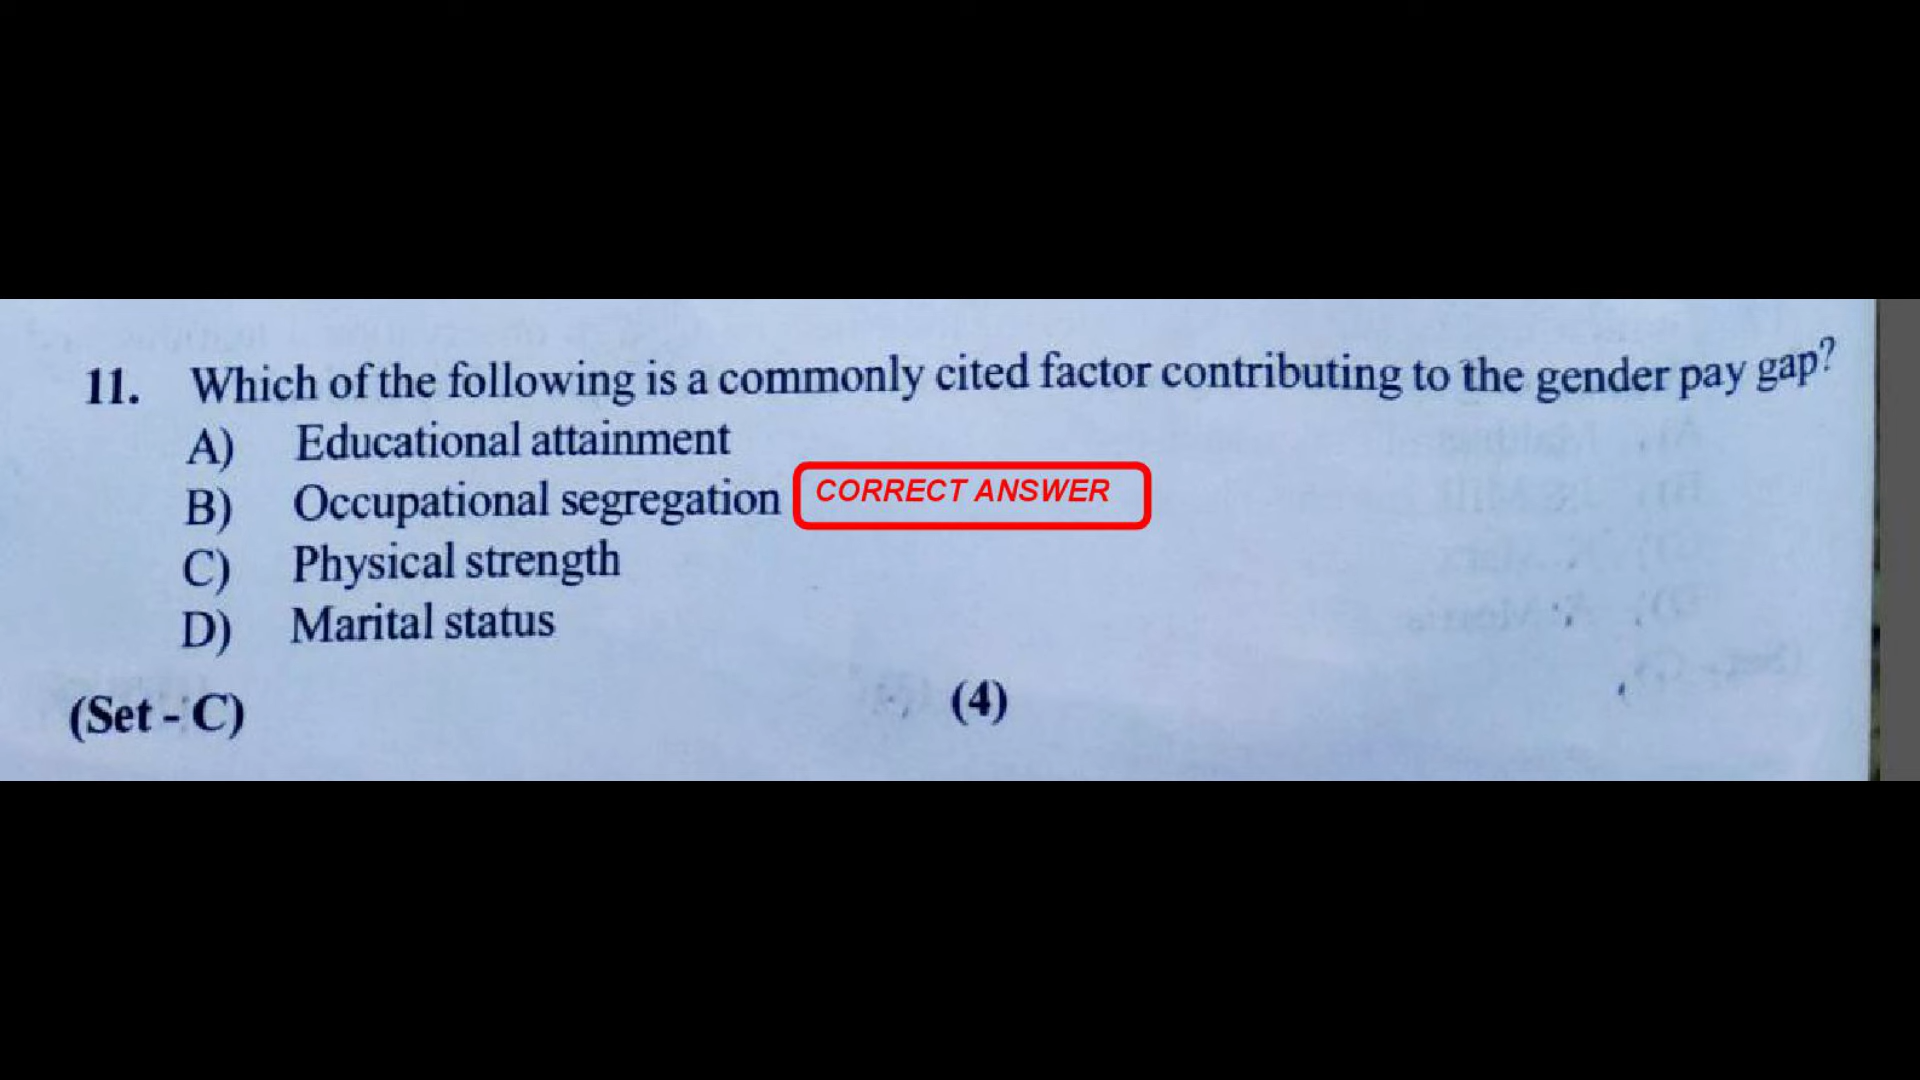 11. Which of the following is a commonly cited factor contributing to the gender pay gap?
A) Educational attainment
B) Occupational segregation CORRECT ANSWER
C) Physical strength
D) Marital status
(Set - C) (4)